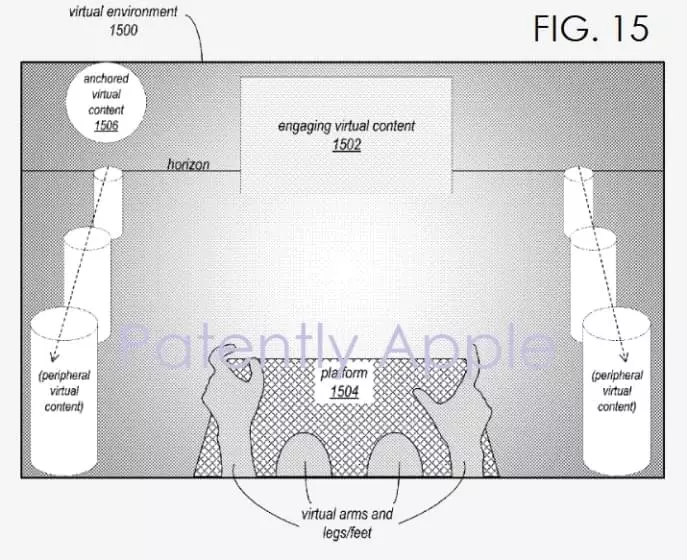 virtual environment
1500
FIG. 15
anchored
virtual
content
1506
engaging virtual content
1502
horizon
Patently Apple
platform
1504
(peripheral
virtual
content)
(peripheral
virtual
content)
virtual arms and
legs/feet